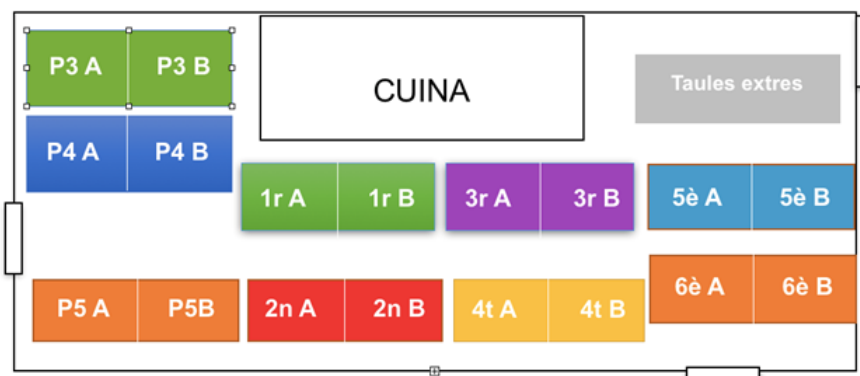 P3 A P3 B
CUINA
Taules extres
P4 A P4 B
1r A 1r B
3r A 3r B
5è A 5è B
P5 A P5B
2n A 2n B
4t A 4t B
6è A 6è B